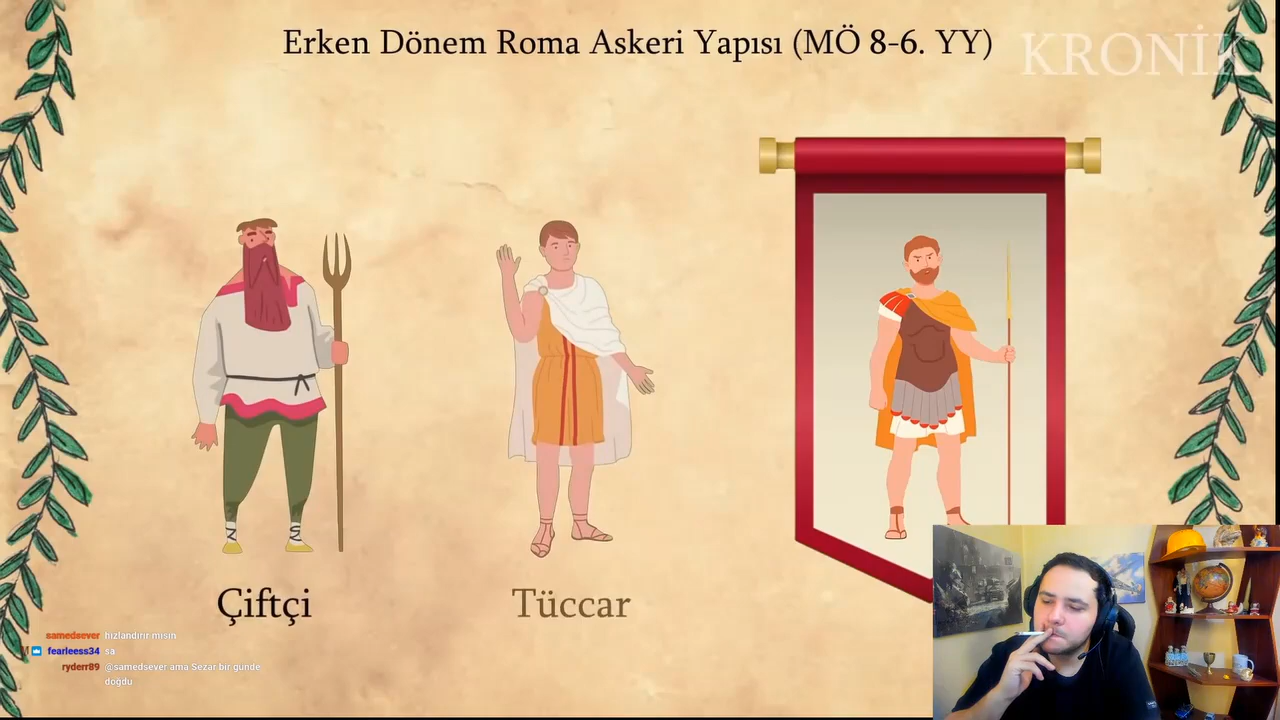 Erken Dönem Roma Askeri Yapısı (MÖ 8-6. YY)
KRONİK
Çiftçi
Tüccar
samedsever hızlandırır mısın
fearleess34 sa
ryderr89 @samedsever ama Sezar bir günde
doğdu